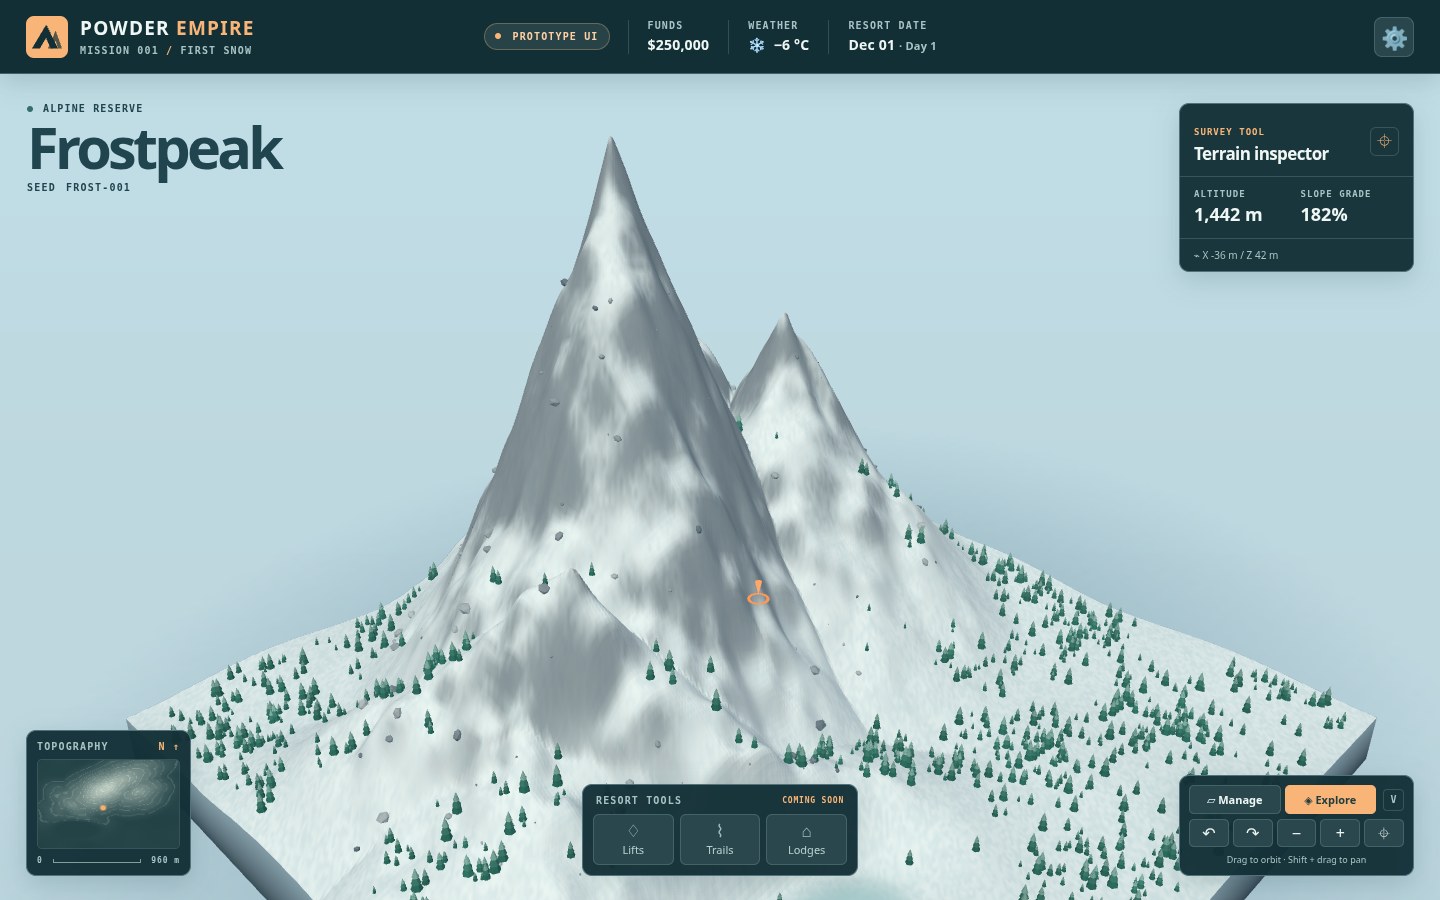 POWDER EMPIRE
MISSION 001 / FIRST SNOW
PROTOTYPE UI
FUNDS
$250,000
WEATHER
−6 °C
RESORT DATE
Dec 01 · Day 1
ALPINE RESERVE
Frostpeak
SEED FROST-001
SURVEY TOOL
Terrain inspector
ALTITUDE
1,442 m
SLOPE GRADE
182%
⌁ X -36 m / Z 42 m
TOPOGRAPHY
N ↑
0
960 m
RESORT TOOLS
COMING SOON
Lifts
Trails
Lodges
Manage
Explore
V
Drag to orbit · Shift + drag to pan